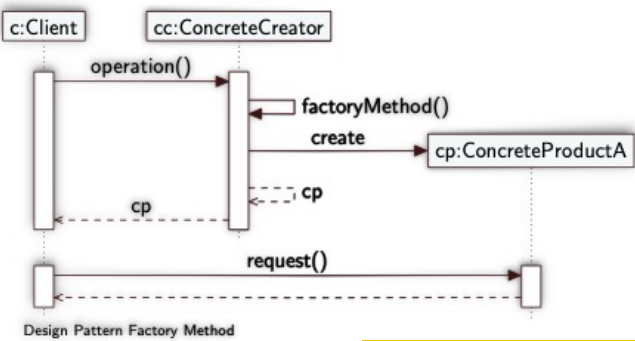 c:Client
cc:ConcreteCreator
operation()
factoryMethod()
create
cp:ConcreteProductA
cp
cp
request()
Design Pattern Factory Method